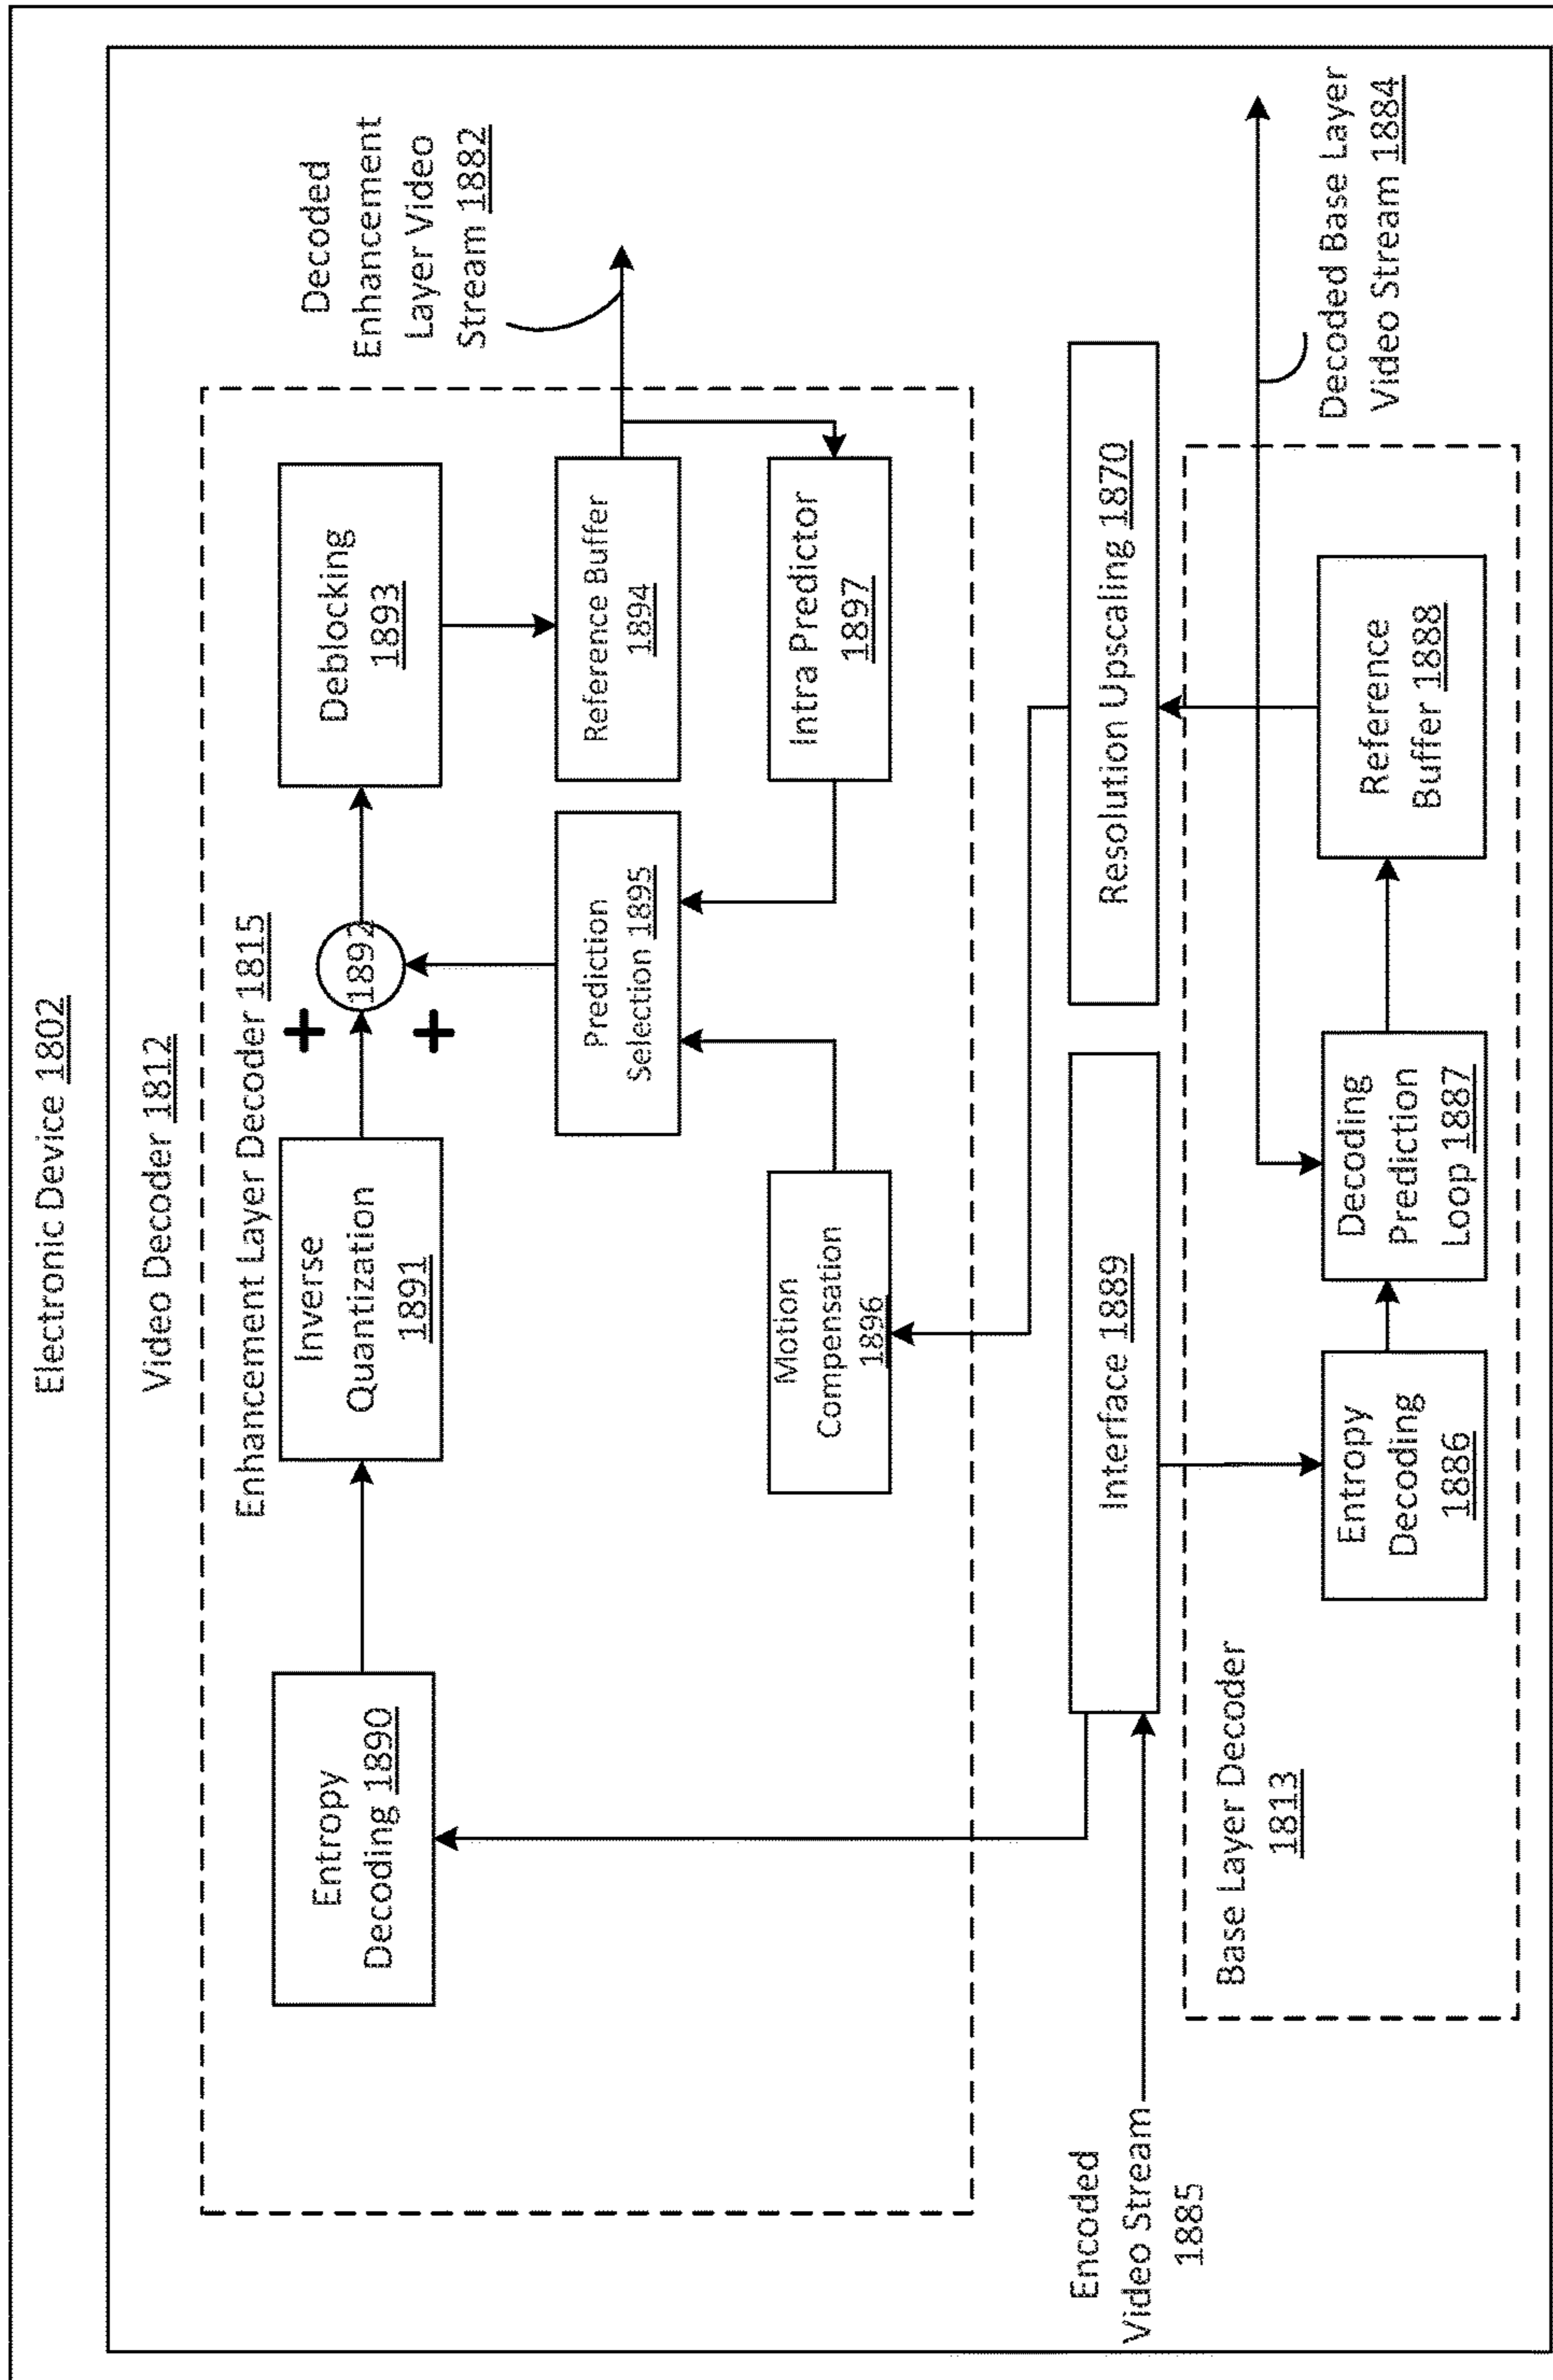 Electronic Device 1802
Video Decoder 1812
Enhancement Layer Decoder 1815
Entropy
Decoding 1890
Inverse
Quantization
1891
+
+
1892
Deblocking
1893
Decoded
Enhancement
Layer Video
Stream 1882
Prediction
Selection 1895
Reference Buffer
1894
Motion
Compensation
1896
Intra Predictor
1897
Encoded
Video Stream
1885
Interface 1889
Resolution Upscaling 1870
Base Layer Decoder
1813
Entropy
Decoding
1886
Decoding
Prediction
Loop 1887
Reference
Buffer 1888
Decoded Base Layer
Video Stream 1884